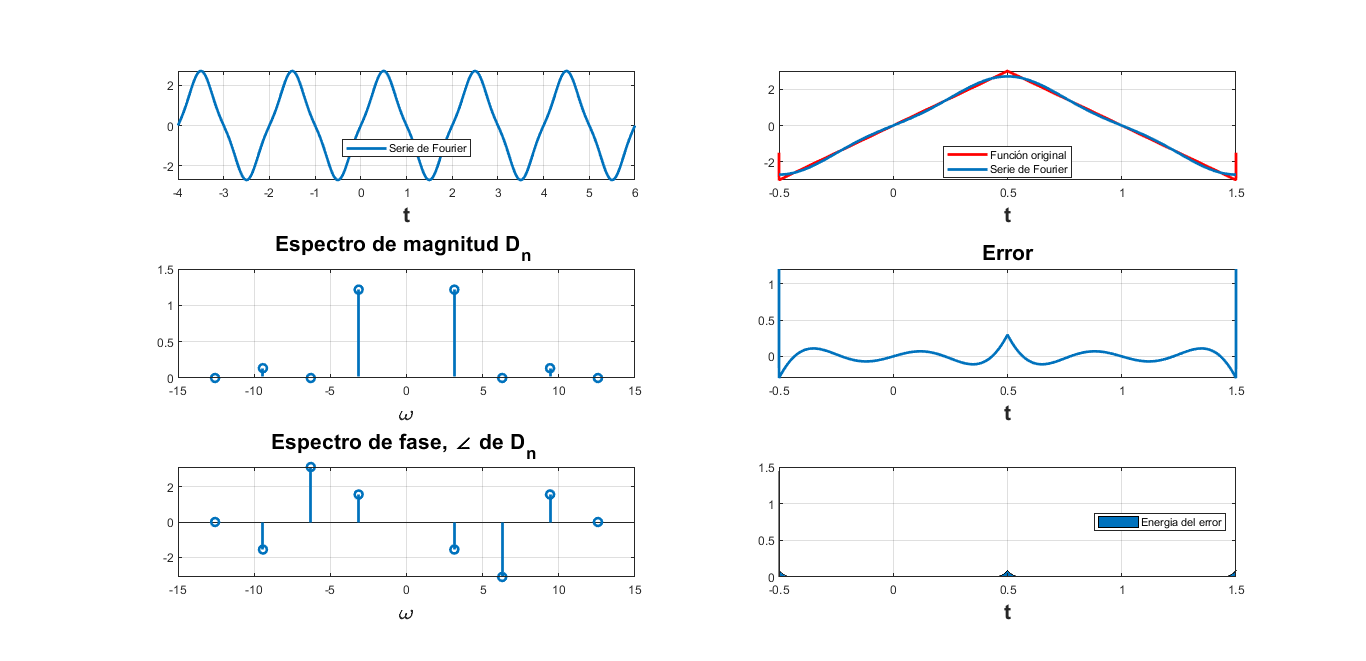 2
0
-2
-4 -3 -2 -1 0 1 2 3 4 5 6
t
Serie de Fourier
2
0
-2
-0.5 0 0.5 1 1.5
t
Función original
Serie de Fourier
Espectro de magnitud Dn
1.5
1
0.5
0
-15 -10 -5 0 5 10 15
ω
Error
1
0.5
0
-0.5 0 0.5 1 1.5
t
Espectro de fase, ∠ de Dn
2
0
-2
-15 -10 -5 0 5 10 15
ω
1.5
1
0.5
0
-0.5 0 0.5 1 1.5
t
Energia del error